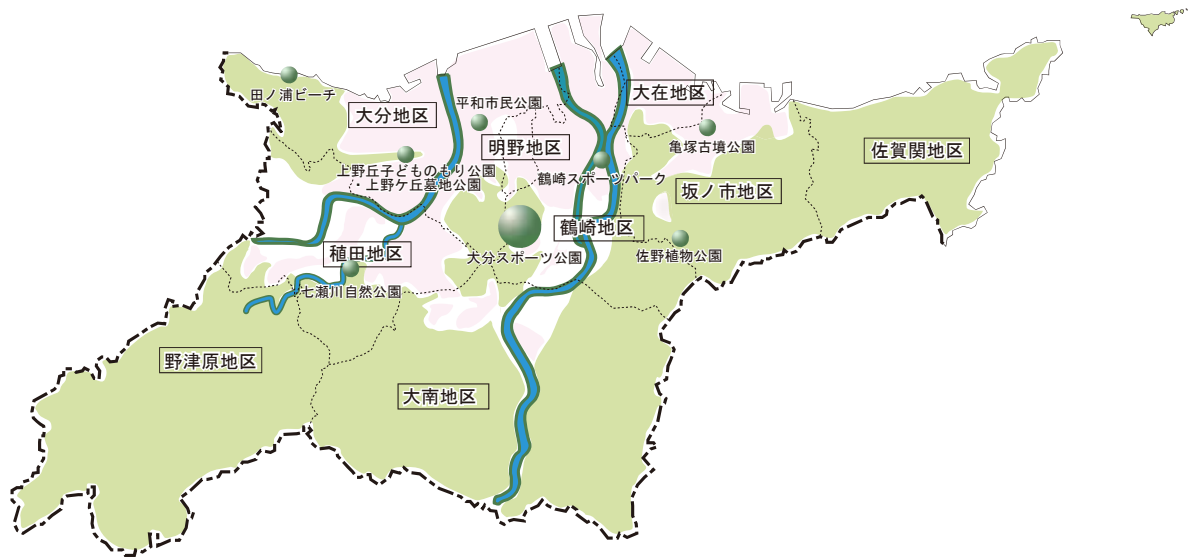 田ノ浦ビーチ
大分地区
平和市民公園
大在地区
明野地区
亀塚古墳公園
佐賀関地区
上野丘子どものもり公園
・上野ケ丘墓地公園
鶴崎スポーツパーク
坂ノ市地区
鶴崎地区
稙田地区
大分スポーツ公園
佐野植物公園
七瀬川自然公園
野津原地区
大南地区